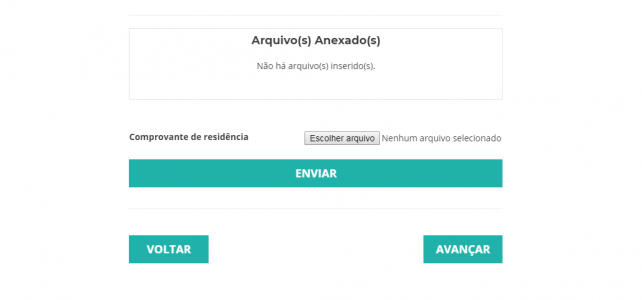 Arquivo(s) Anexado(s)
Não há arquivo(s) inserido(s).
Comprovante de residência Escolher arquivo Nenhum arquivo selecionado
ENVIAR
VOLTAR AVANÇAR